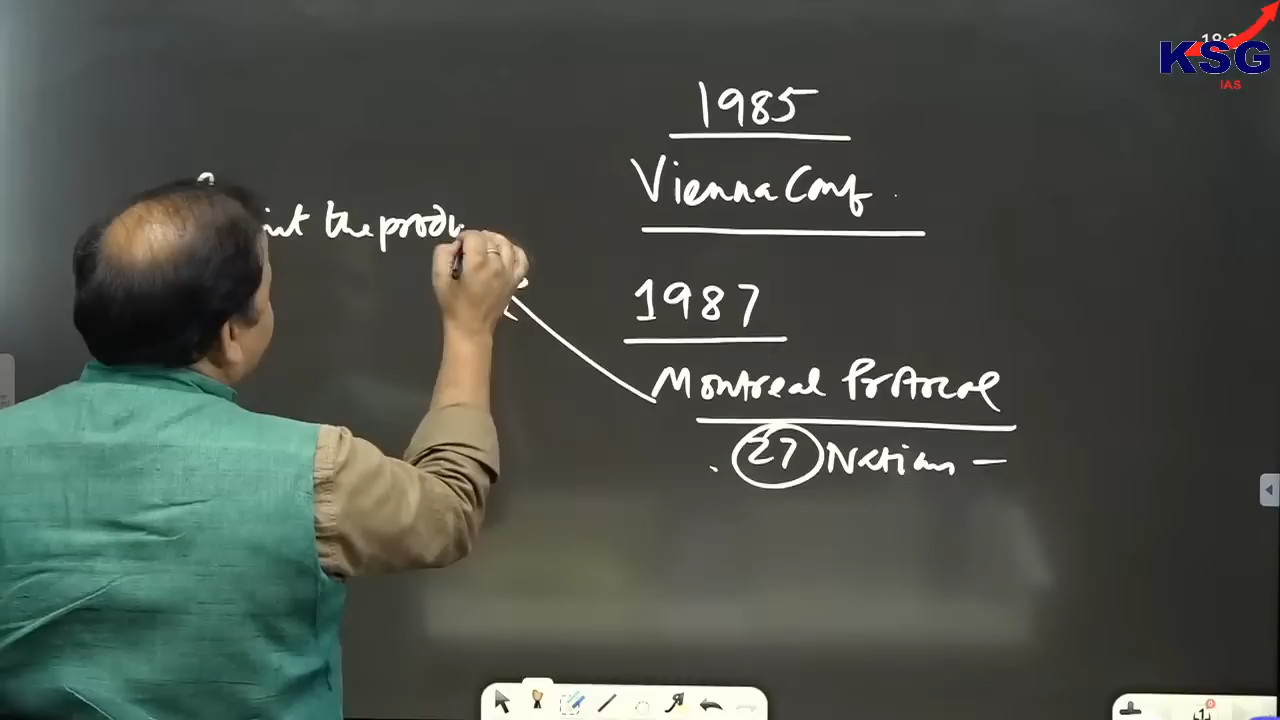 KSG
IAS
1985
Vienna Conf.
the produ
1987
Montreal Protocol
. 27 Nations –